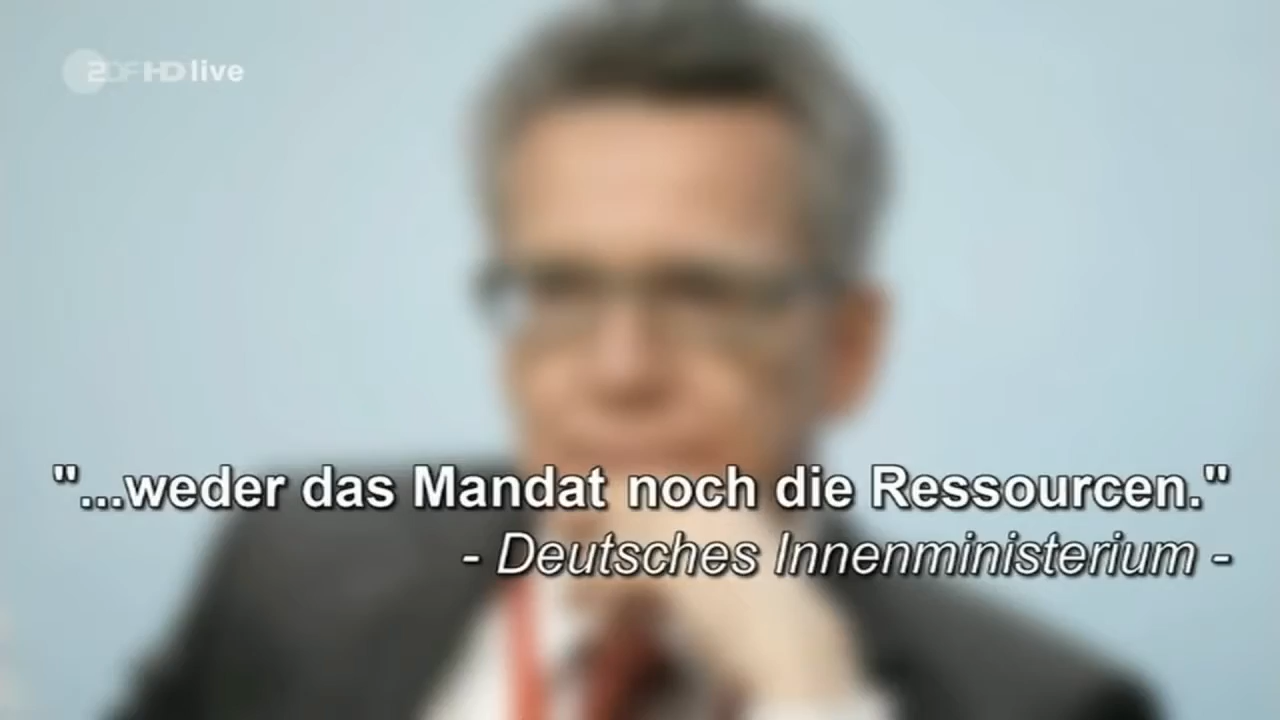 ZDF HD live
"...weder das Mandat noch die Ressourcen."
- Deutsches Innenministerium -